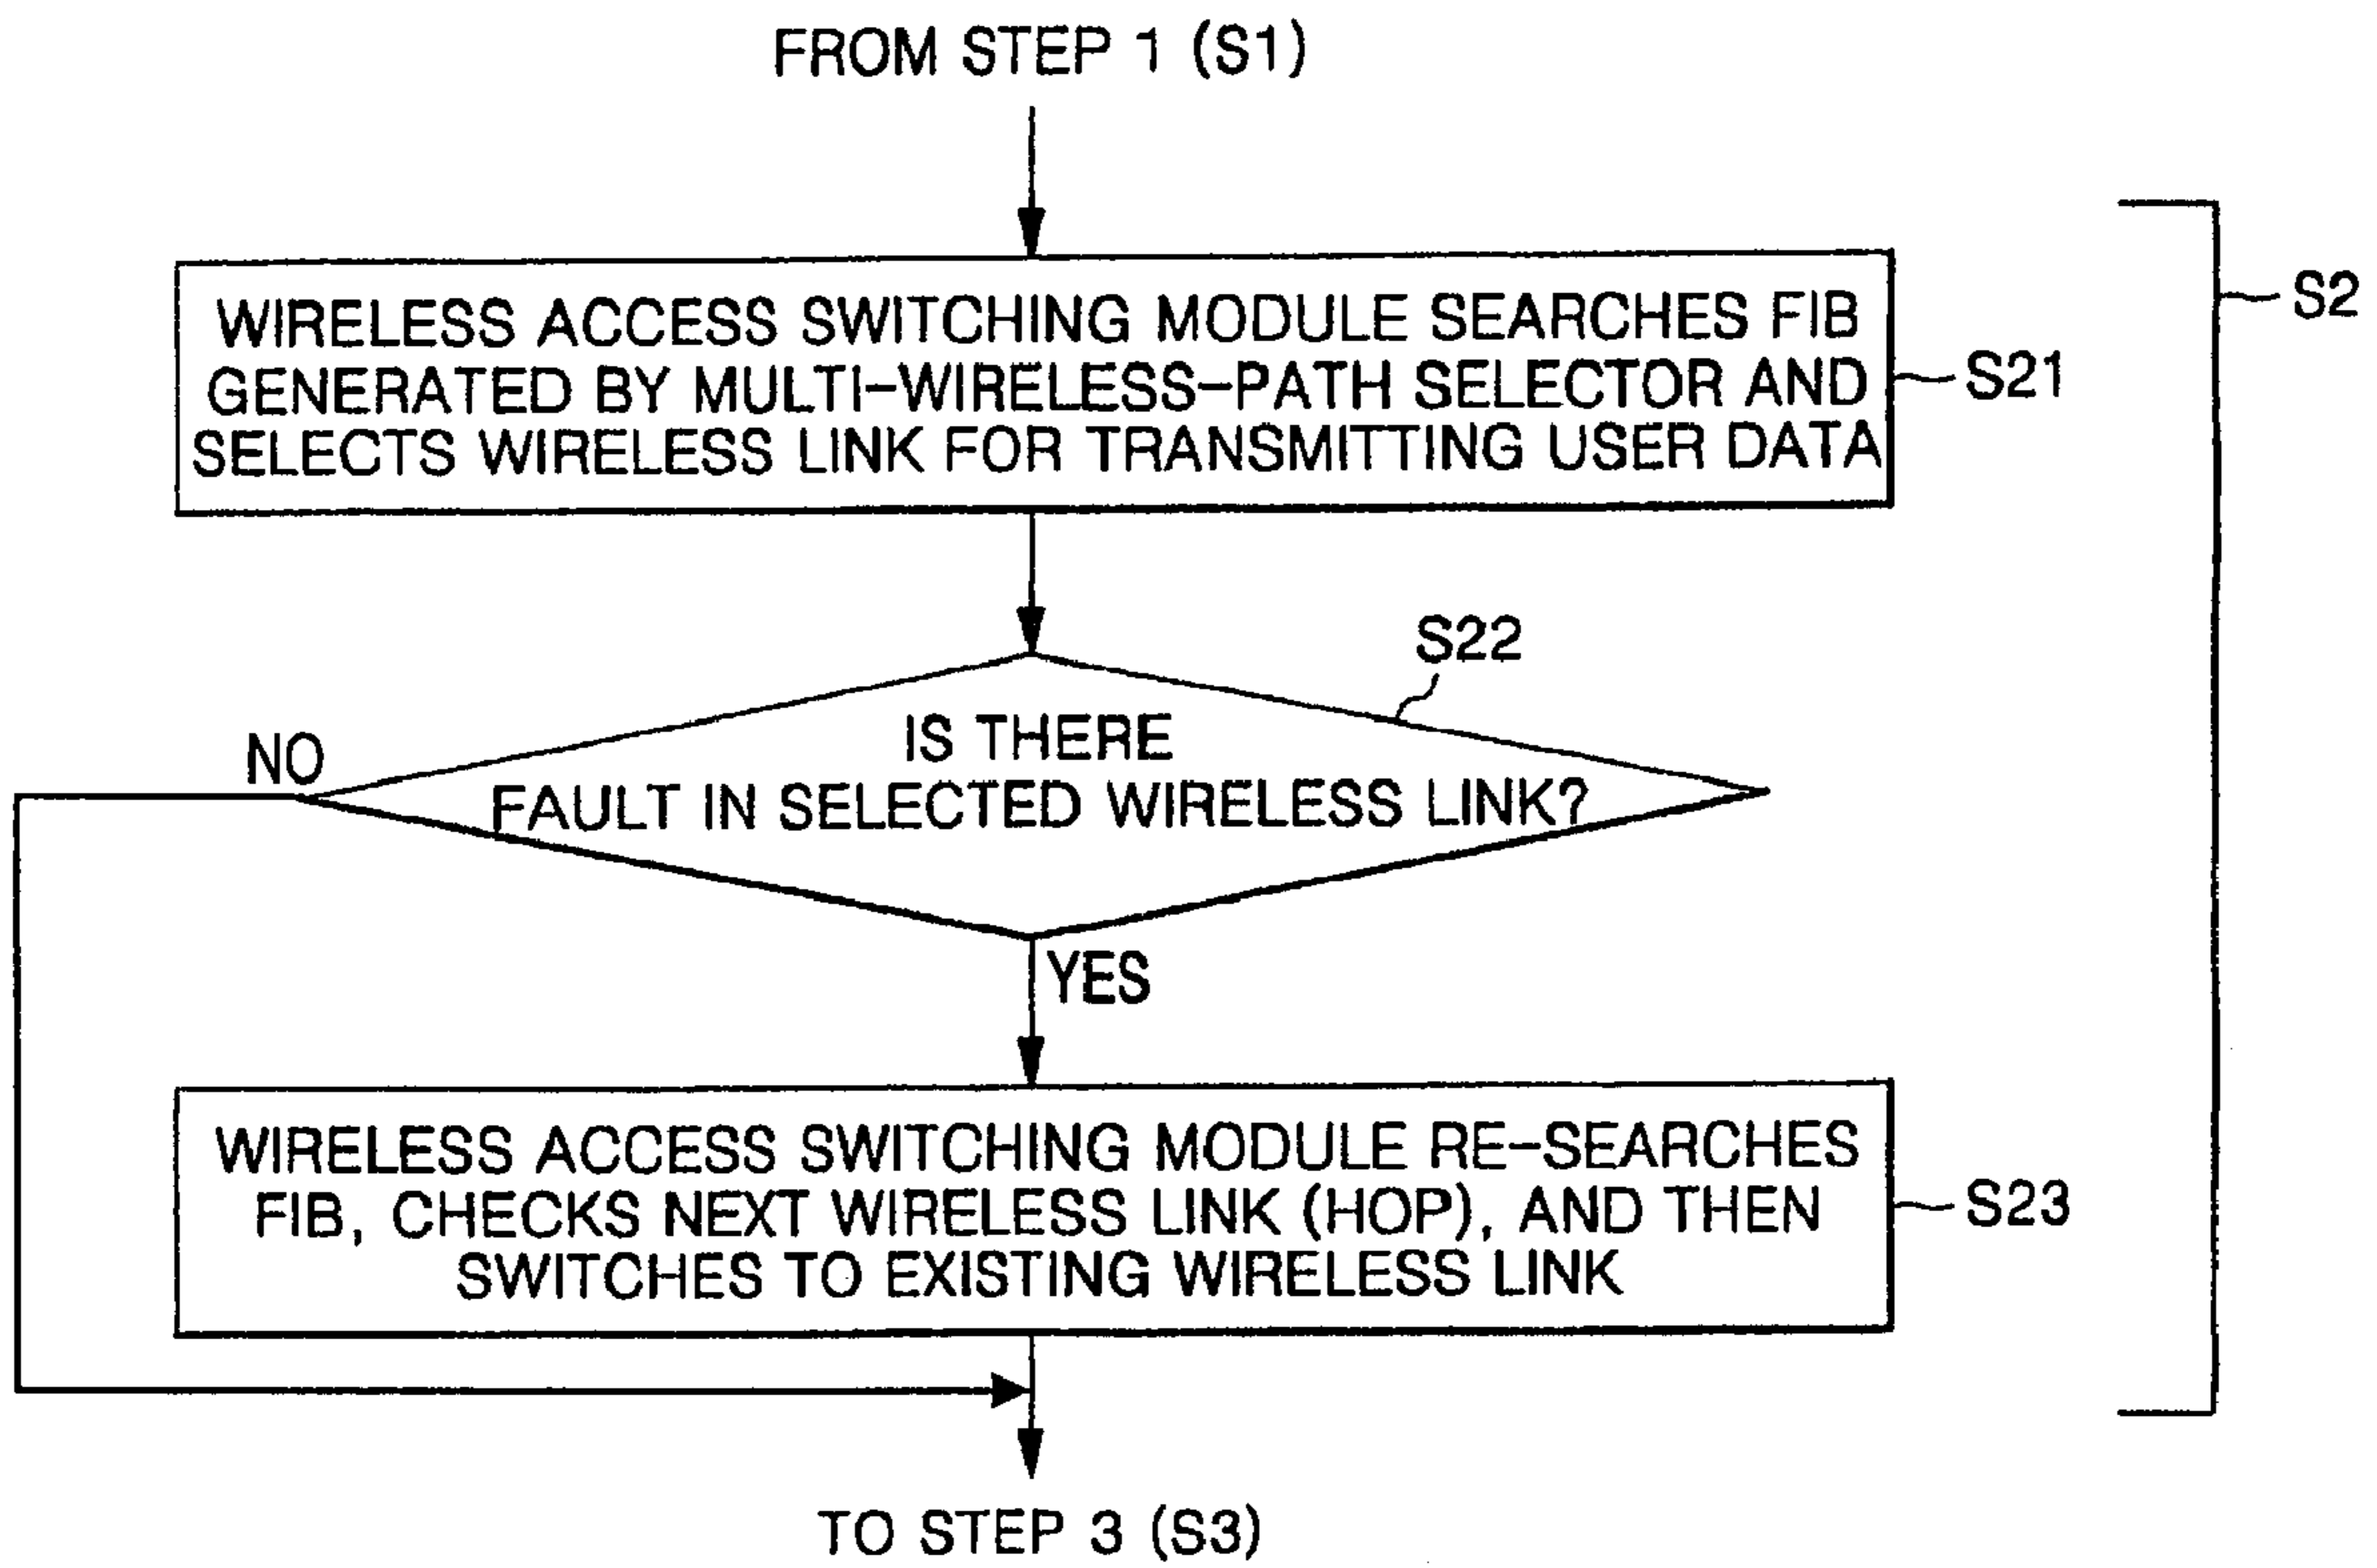 FROM STEP 1 (S1)
WIRELESS ACCESS SWITCHING MODULE SEARCHES FIB
GENERATED BY MULTI-WIRELESS-PATH SELECTOR AND
SELECTS WIRELESS LINK FOR TRANSMITTING USER DATA
S2
S21
S22
IS THERE
FAULT IN SELECTED WIRELESS LINK?
NO
YES
WIRELESS ACCESS SWITCHING MODULE RE-SEARCHES
FIB, CHECKS NEXT WIRELESS LINK (HOP), AND THEN
SWITCHES TO EXISTING WIRELESS LINK
S23
TO STEP 3 (S3)